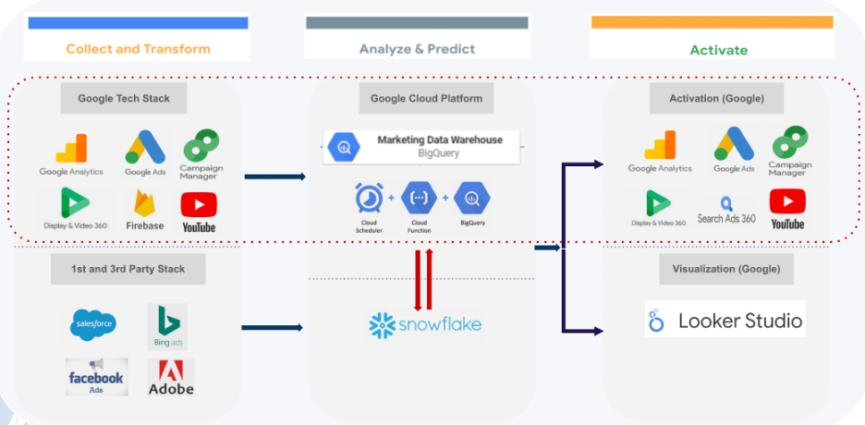 Collect and Transform
Analyze & Predict
Activate
Google Tech Stack
Google Analytics
Google Ads
Campaign
Manager
Display & Video 360
Firebase
YouTube
1st and 3rd Party Stack
salesforce
Bing ads
facebook
Ads
Adobe
Google Cloud Platform
Marketing Data Warehouse
BigQuery
Cloud
Scheduler
+
Cloud
Function
+
BigQuery
snowflake
Activation (Google)
Google Analytics
Google Ads
Campaign
Manager
Display & Video 360
Search Ads 360
YouTube
Visualization (Google)
Looker Studio